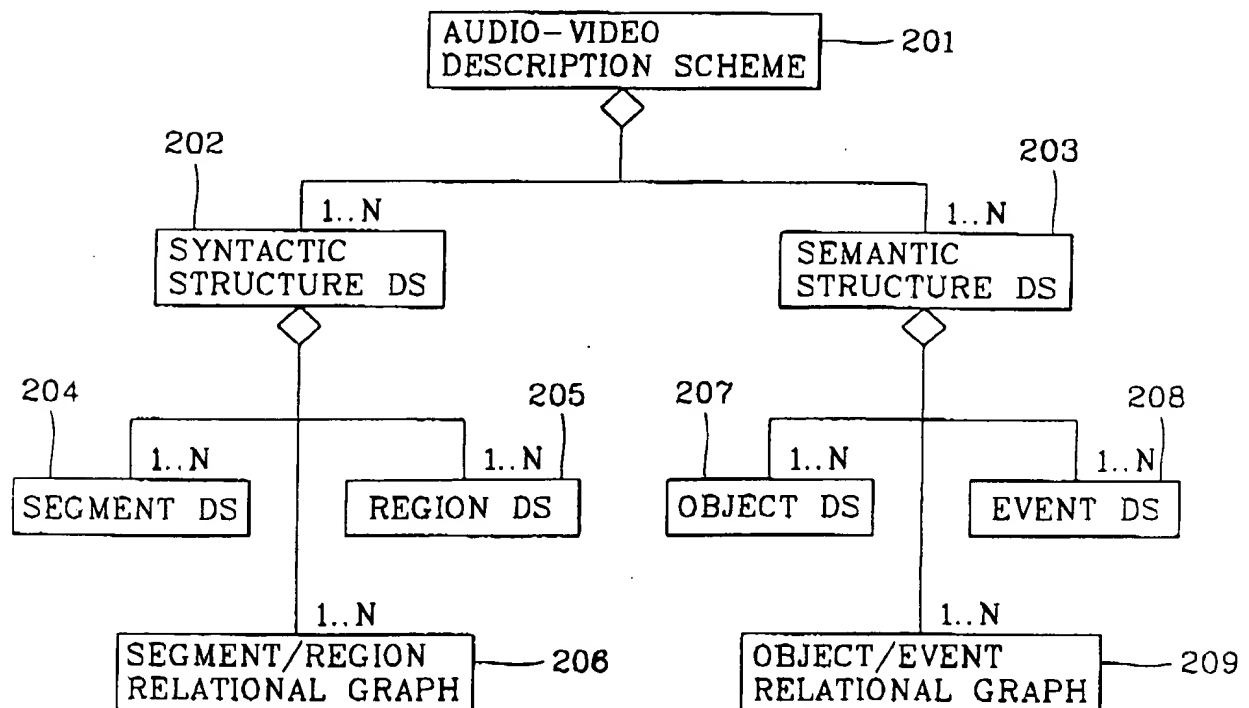 AUDIO-VIDEO
DESCRIPTION SCHEME
201
202
203
1..N
1..N
SYNTACTIC
STRUCTURE DS
SEMANTIC
STRUCTURE DS
204
205
207
208
1..N
1..N
1..N
1..N
SEGMENT DS
REGION DS
OBJECT DS
EVENT DS
1..N
1..N
SEGMENT/REGION
RELATIONAL GRAPH
206
OBJECT/EVENT
RELATIONAL GRAPH
209